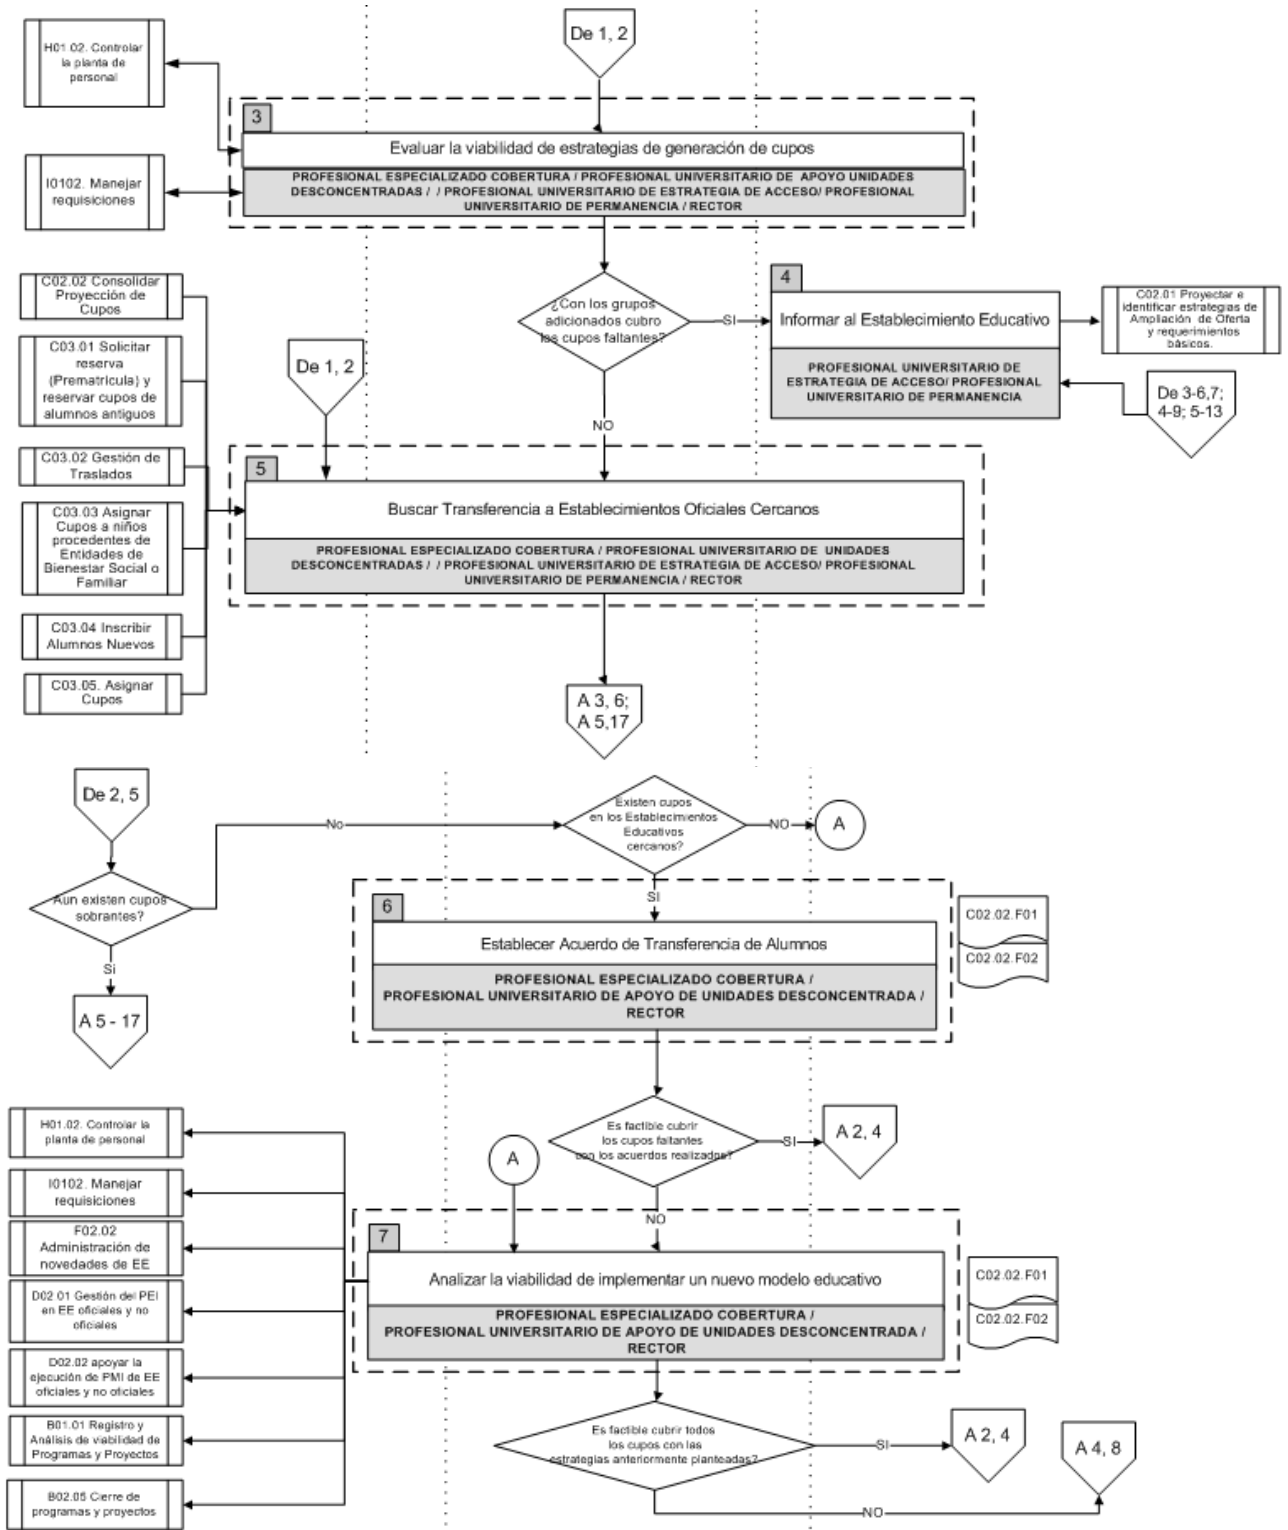 De 1, 2
H01.02. Controlar
la planta de
personal
3
Evaluar la viabilidad de estrategias de generación de cupos
PROFESIONAL ESPECIALIZADO COBERTURA / PROFESIONAL UNIVERSITARIO DE APOYO UNIDADES
DESCONCENTRADAS / / PROFESIONAL UNIVERSITARIO DE ESTRATEGIA DE ACCESO/ PROFESIONAL
UNIVERSITARIO DE PERMANENCIA / RECTOR
I0102. Manejar
requisiciones
¿Con los grupos
adicionados cubro
los cupos faltantes?
SI
NO
4
Informar al Establecimiento Educativo
PROFESIONAL UNIVERSITARIO DE
ESTRATEGIA DE ACCESO/ PROFESIONAL
UNIVERSITARIO DE PERMANENCIA
C02.01 Proyectar e
identificar estrategias de
Ampliación de Oferta
y requerimientos
básicos.
De 3-6,7;
4-9; 5-13
C02.02 Consolidar
Proyección de
Cupos
C03.01 Solicitar
reserva
(Prematrícula) y
reservar cupos de
alumnos antiguos
C03.02 Gestión de
Traslados
C03.03 Asignar
Cupos a niños
procedentes de
Entidades de
Bienestar Social o
Familiar
C03.04 Inscribir
Alumnos Nuevos
C03.05. Asignar
Cupos
De 1, 2
5
Buscar Transferencia a Establecimientos Oficiales Cercanos
PROFESIONAL ESPECIALIZADO COBERTURA / PROFESIONAL UNIVERSITARIO DE UNIDADES
DESCONCENTRADAS / / PROFESIONAL UNIVERSITARIO DE ESTRATEGIA DE ACCESO/ PROFESIONAL
UNIVERSITARIO DE PERMANENCIA / RECTOR
A 3, 6;
A 5,17
De 2, 5
Aun existen cupos
sobrantes?
No
Si
A 5 - 17
Existen cupos
en los Establecimientos
Educativos
cercanos?
NO
A
SI
6
Establecer Acuerdo de Transferencia de Alumnos
PROFESIONAL ESPECIALIZADO COBERTURA /
PROFESIONAL UNIVERSITARIO DE APOYO DE UNIDADES DESCONCENTRADA /
RECTOR
C02.02.F01
C02.02.F02
Es factible cubrir
los cupos faltantes
con los acuerdos realizados?
SI
A 2, 4
NO
A
7
Analizar la viabilidad de implementar un nuevo modelo educativo
PROFESIONAL ESPECIALIZADO COBERTURA /
PROFESIONAL UNIVERSITARIO DE APOYO DE UNIDADES DESCONCENTRADA /
RECTOR
C02.02.F01
C02.02.F02
H01.02. Controlar la
planta de personal
I0102. Manejar
requisiciones
F02.02
Administración de
novedades de EE
D02 01 Gestión del PEI
en EE oficiales y no
oficiales
D02.02 apoyar la
ejecución de PMI de EE
oficiales y no oficiales
B01.01 Registro y
Análisis de viabilidad de
Programas y Proyectos
B02.05 Cierre de
programas y proyectos
Es factible cubrir todos
los cupos con las
estrategias anteriormente planteadas?
SI
A 2, 4
NO
A 4, 8